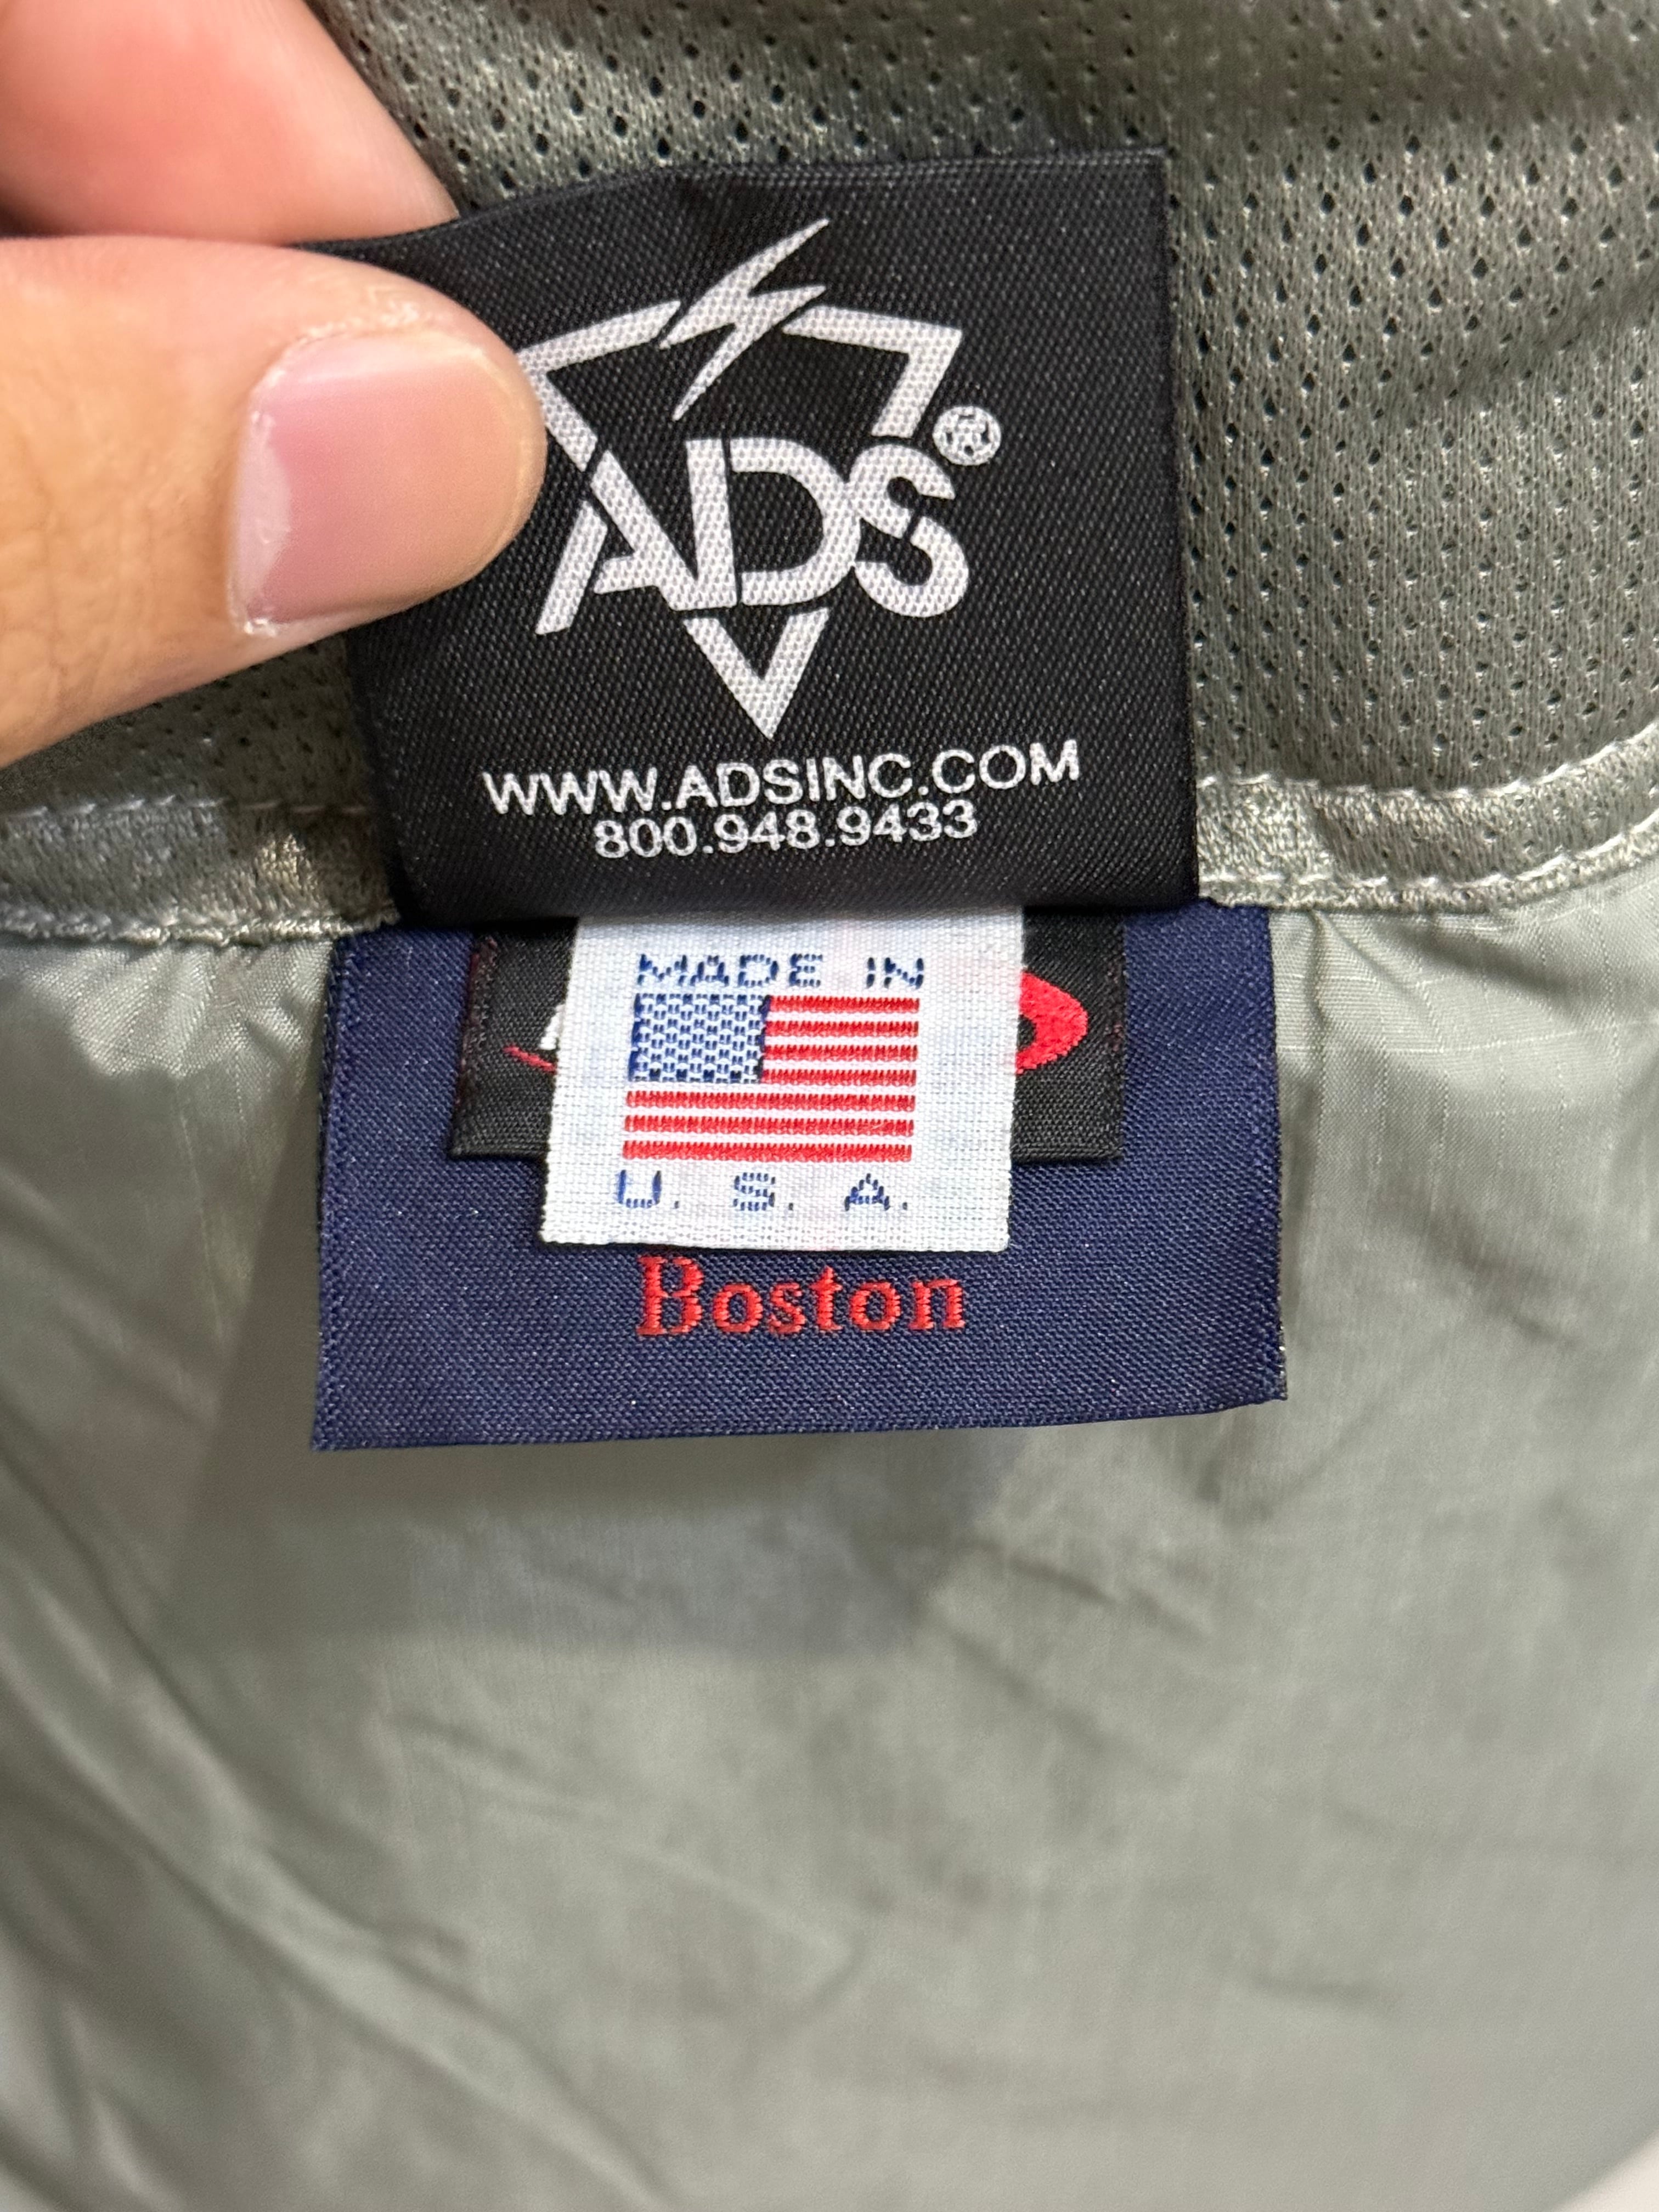 ADS®
WWW.ADSINC.COM
800.948.9433
MADE IN
U. S. A.
Boston